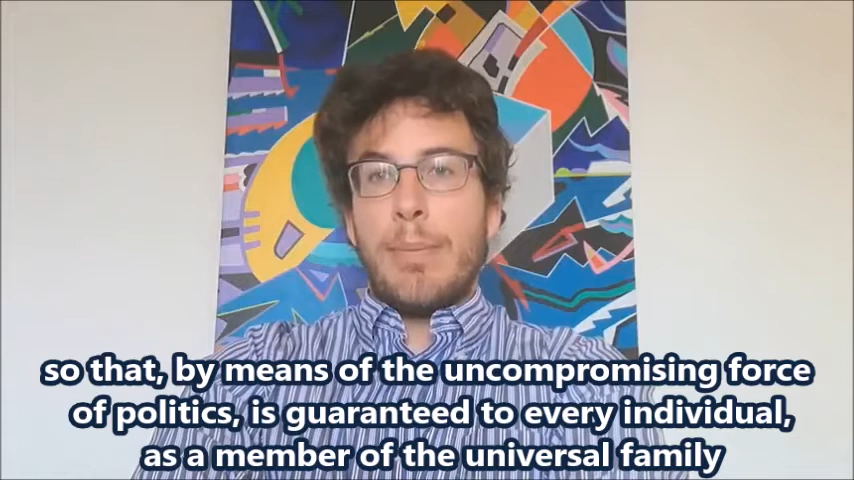 so that, by means of the uncompromising force
of politics, is guaranteed to every individual,
as a member of the universal family